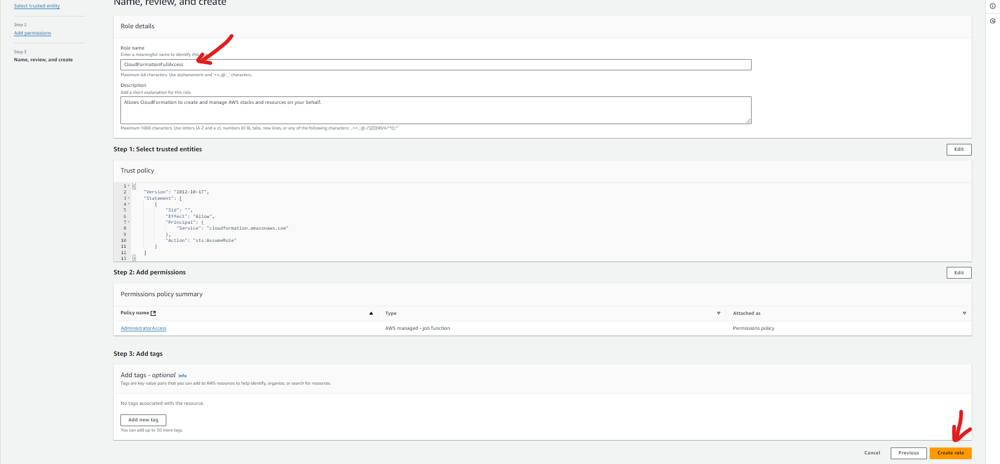 Name, review, and create
Select trusted entity
Step 2
Add permissions
Step 3
Name, review, and create
Role details
Role name
Enter a meaningful name to identify this
CloudFormationFullAccess
Maximum 64 characters. Use alphanumeric and '+=,.@-_' characters.
Description
Add a short explanation for this role.
Allows CloudFormation to create and manage AWS stacks and resources on your behalf.
Maximum 1000 characters. Use letters (A-Z and a-z), numbers (0-9), tabs, new lines, or any of the following characters: _+=,. @-/\[{}]!#$%^*();:"'`
Step 1: Select trusted entities
Edit
Trust policy
1 {
2 "Version": "2012-10-17",
3 "Statement": [
4 {
5 "Sid": "",
6 "Effect": "Allow",
7 "Principal": {
8 "Service": "cloudformation.amazonaws.com"
9 },
10 "Action": "sts:AssumeRole"
11 }
12 ]
13 }
Step 2: Add permissions
Edit
Permissions policy summary
Policy name Type Attached as
AdministratorAccess AWS managed - job function Permissions policy
Step 3: Add tags
Add tags - optional Info
Tags are key-value pairs that you can add to AWS resources to help identify, organize, or search for resources.
No tags associated with the resource.
Add new tag
You can add up to 50 more tags.
Cancel Previous Create role